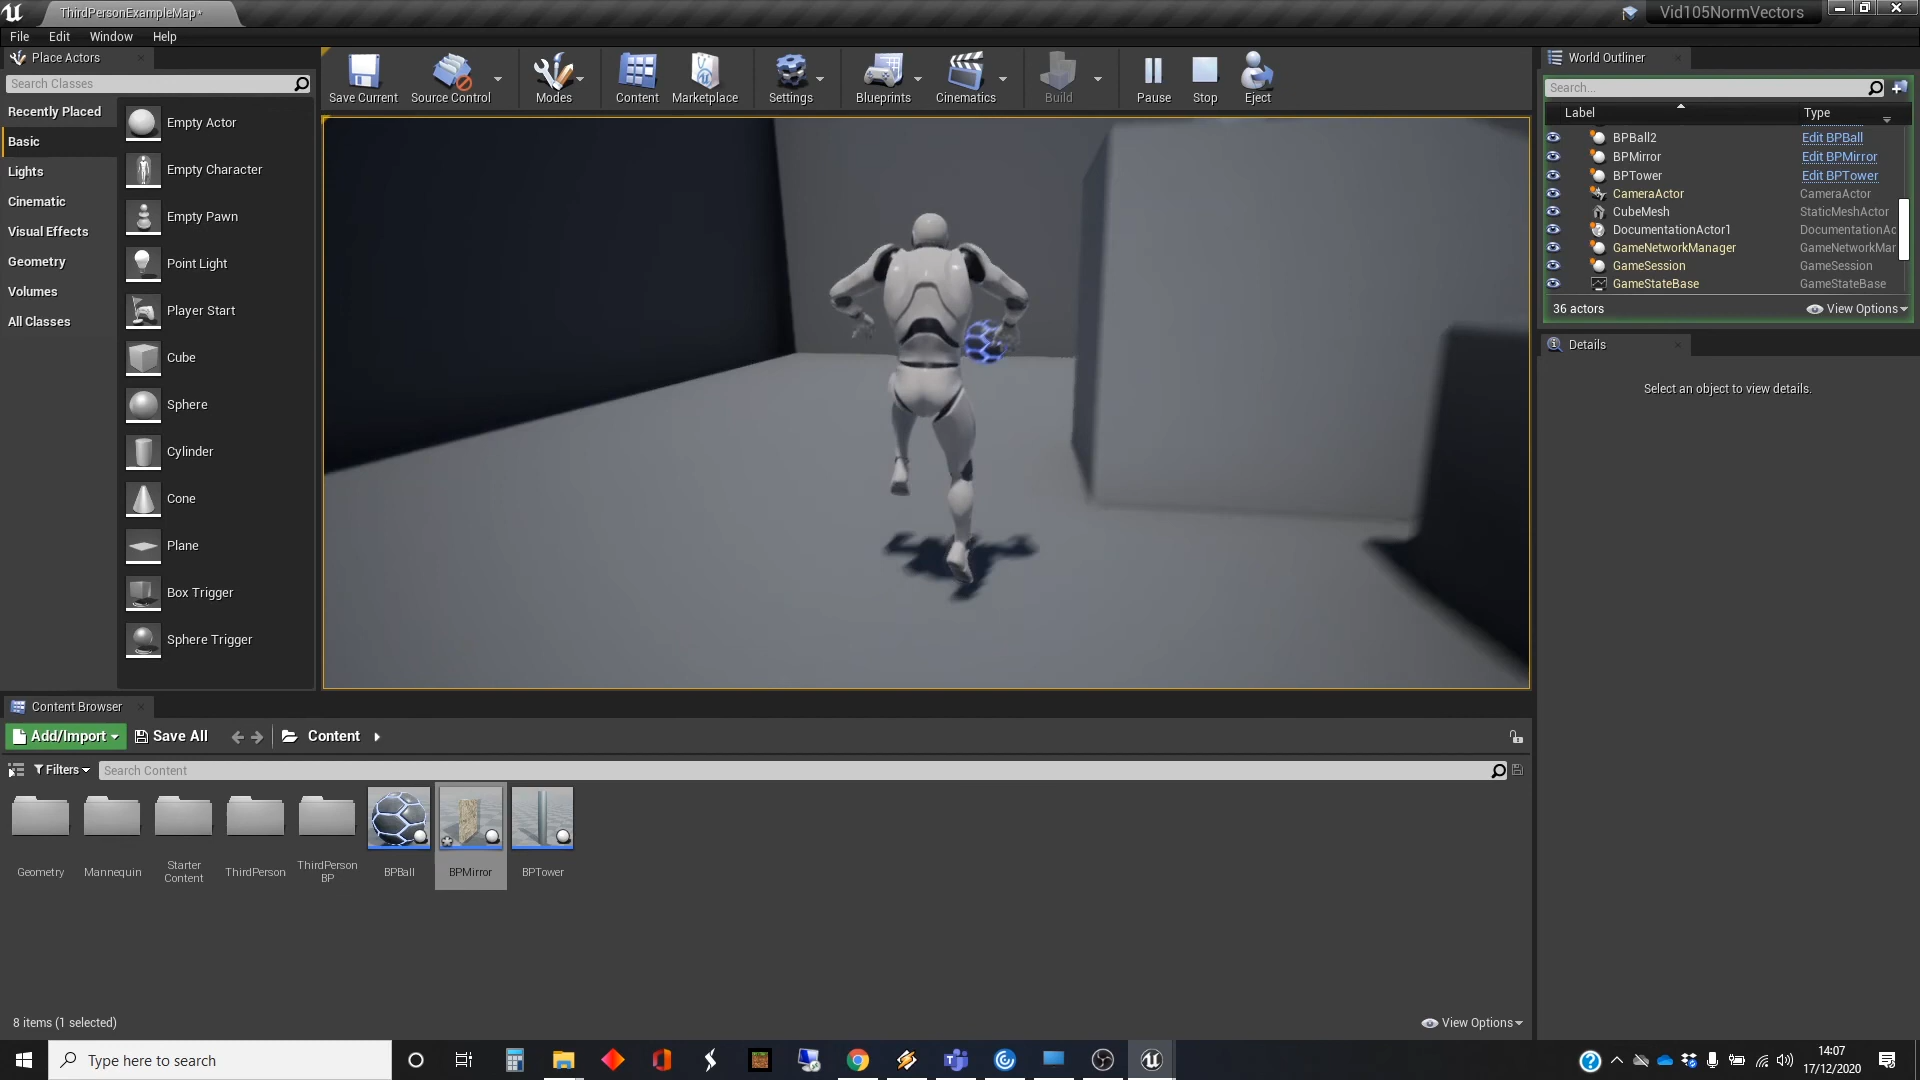 ThirdPersonExampleMap*
Vid105NormVectors
File Edit Window Help
Place Actors
Search Classes
Recently Placed
Basic
Lights
Cinematic
Visual Effects
Geometry
Volumes
All Classes
Empty Actor
Empty Character
Empty Pawn
Point Light
Player Start
Cube
Sphere
Cylinder
Cone
Plane
Box Trigger
Sphere Trigger
Save Current
Source Control
Modes
Content
Marketplace
Settings
Blueprints
Cinematics
Build
Pause
Stop
Eject
World Outliner
Search...
Label Type
BPBall2 Edit BPBall
BPMirror Edit BPMirror
BPTower Edit BPTower
CameraActor CameraActor
CubeMesh StaticMeshActor
DocumentationActor1 DocumentationAc
GameNetworkManager GameNetworkMar
GameSession GameSession
GameStateBase GameStateBase
36 actors View Options
Details
Select an object to view details.
Content Browser
Add/Import Save All Content
Filters Search Content
Geometry
Mannequin
Starter
Content
ThirdPerson
ThirdPerson
BP
BPBall
BPMirror
BPTower
8 items (1 selected) View Options
Type here to search
14:07
17/12/2020